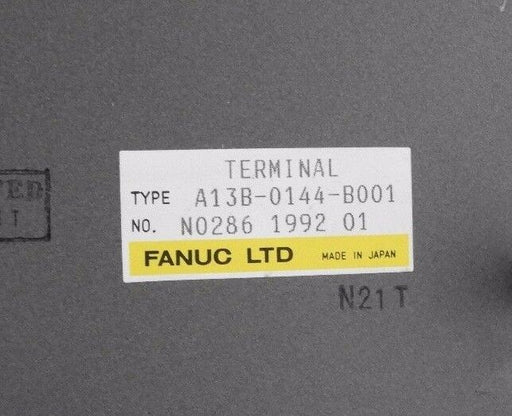 TERMINAL
TYPE A13B-0144-B001
NO. N0286 1992 01
FANUC LTD MADE IN JAPAN
N21T